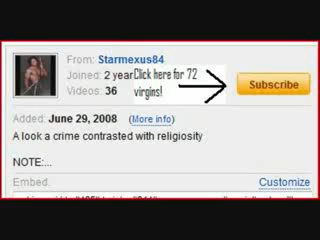 From: Starmexus84
Joined: 2 year
Click here for 72
virgins!
Subscribe
Videos: 36
Added: June 29, 2008 (More info)
A look a crime contrasted with religiosity
NOTE:...
Embed. Customize